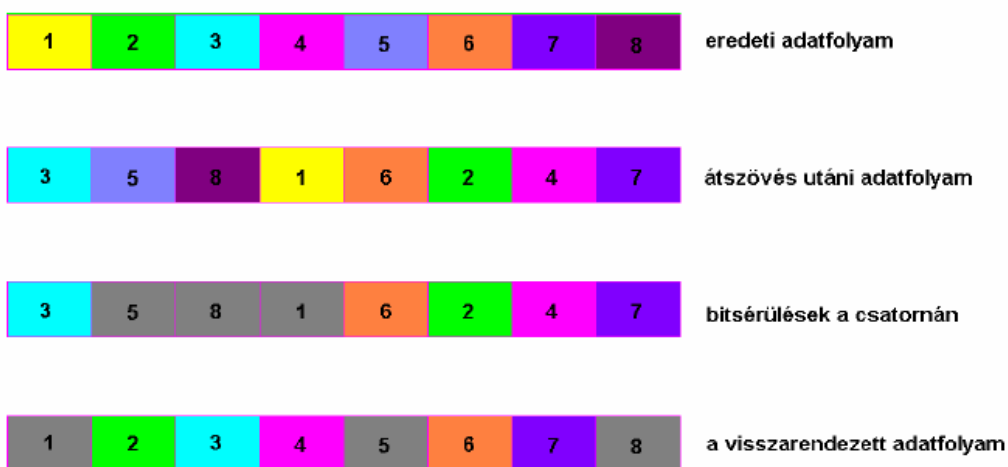 1 2 3 4 5 6 7 8 eredeti adatfolyam
3 5 8 1 6 2 4 7 átszövés utáni adatfolyam
3 5 8 1 6 2 4 7 bitsérülések a csatornán
1 2 3 4 5 6 7 8 a visszarendezett adatfolyam